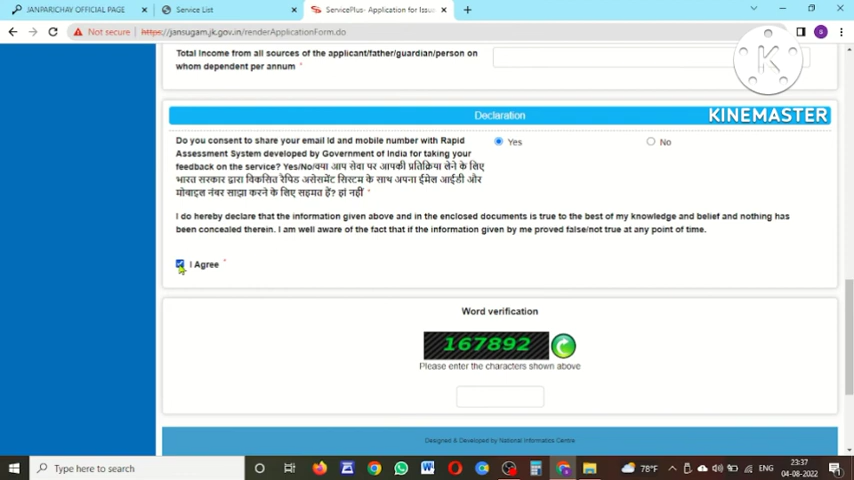 JANPARICHAY OFFICIAL PAGE
Service List
ServicePlus- Application for Issua
Not secure https://jansugam.jk.gov.in/renderApplicationForm.do
Total Income from all sources of the applicant/father/guardian/person on
whom dependent per annum *
K
KINEMASTER
Declaration
Do you consent to share your email Id and mobile number with Rapid
Assessment System developed by Government of India for taking your
feedback on the service? Yes/No/क्या आप सेवा पर आपकी प्रतिक्रिया लेने के लिए
भारत सरकार द्वारा विकसित रैपिड असेसमेंट सिस्टम के साथ अपना ईमेल आईडी और
मोबाइल नंबर साझा करने के लिए सहमत हैं? हां नहीं *
Yes
No
I do hereby declare that the information given above and in the enclosed documents is true to the best of my knowledge and belief and nothing has
been concealed therein. I am well aware of the fact that if the information given by me proved false/not true at any point of time.
I Agree *
Word verification
167892
Please enter the characters shown above
Designed & Developed by National Informatics Centre
Type here to search
78°F
ENG
23:37
04-08-2022